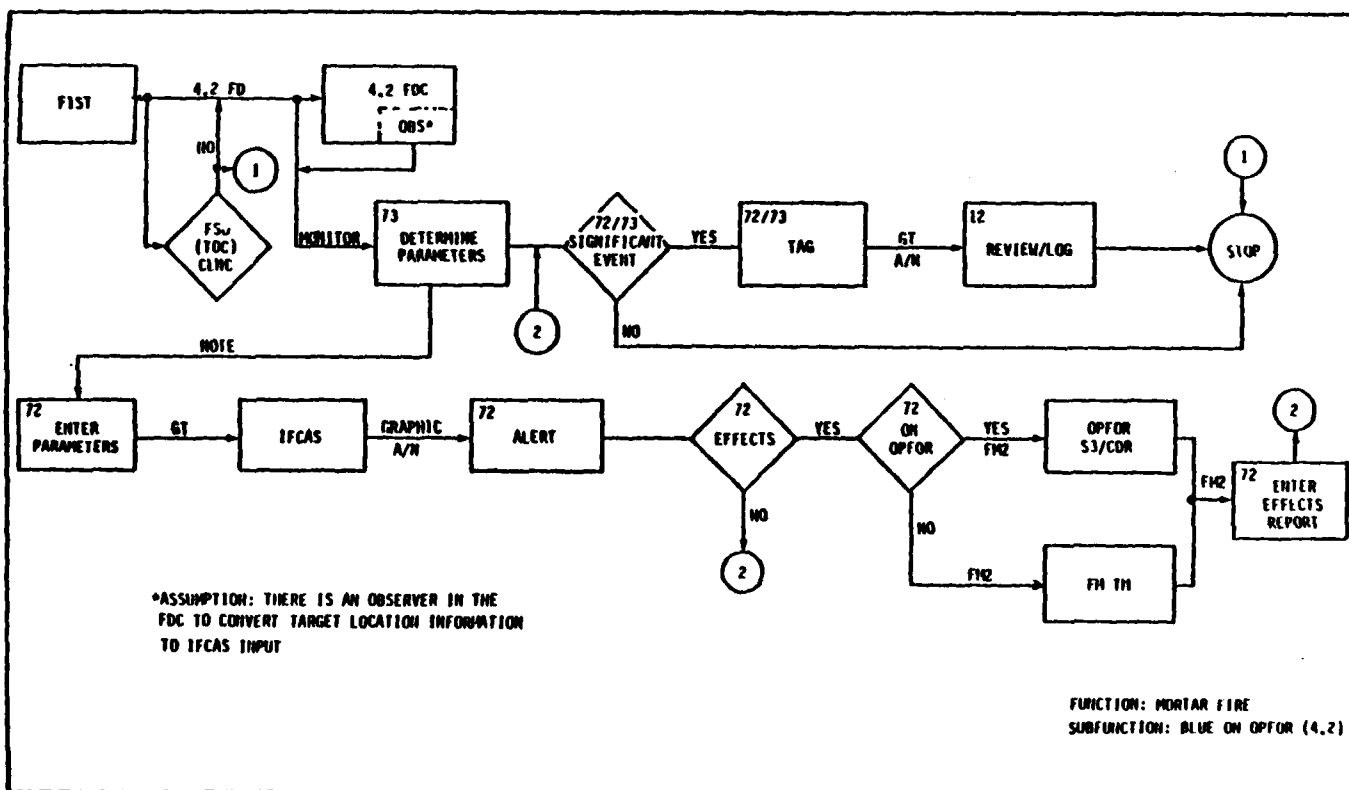 FIST
4.2 FD
4.2 FDC
OBS*
NO
1
FSO
(TOC)
CLNC
MONITOR
73
DETERMINE
PARAMETERS
2
72/73
SIGNIFICANT
EVENT
YES
72/73
TAG
GT
A/N
12
REVIEW/LOG
1
STOP
NO
NOTE
72
ENTER
PARAMETERS
GT
IFCAS
GRAPHIC
A/N
72
ALERT
72
EFFECTS
YES
NO
2
72
ON
OPFOR
YES
FM2
OPFOR
S3/CDR
NO
FM2
FM TM
FM2
2
72
ENTER
EFFECTS
REPORT
*ASSUMPTION: THERE IS AN OBSERVER IN THE
FDC TO CONVERT TARGET LOCATION INFORMATION
TO IFCAS INPUT
FUNCTION: MORTAR FIRE
SUBFUNCTION: BLUE ON OPFOR (4.2)